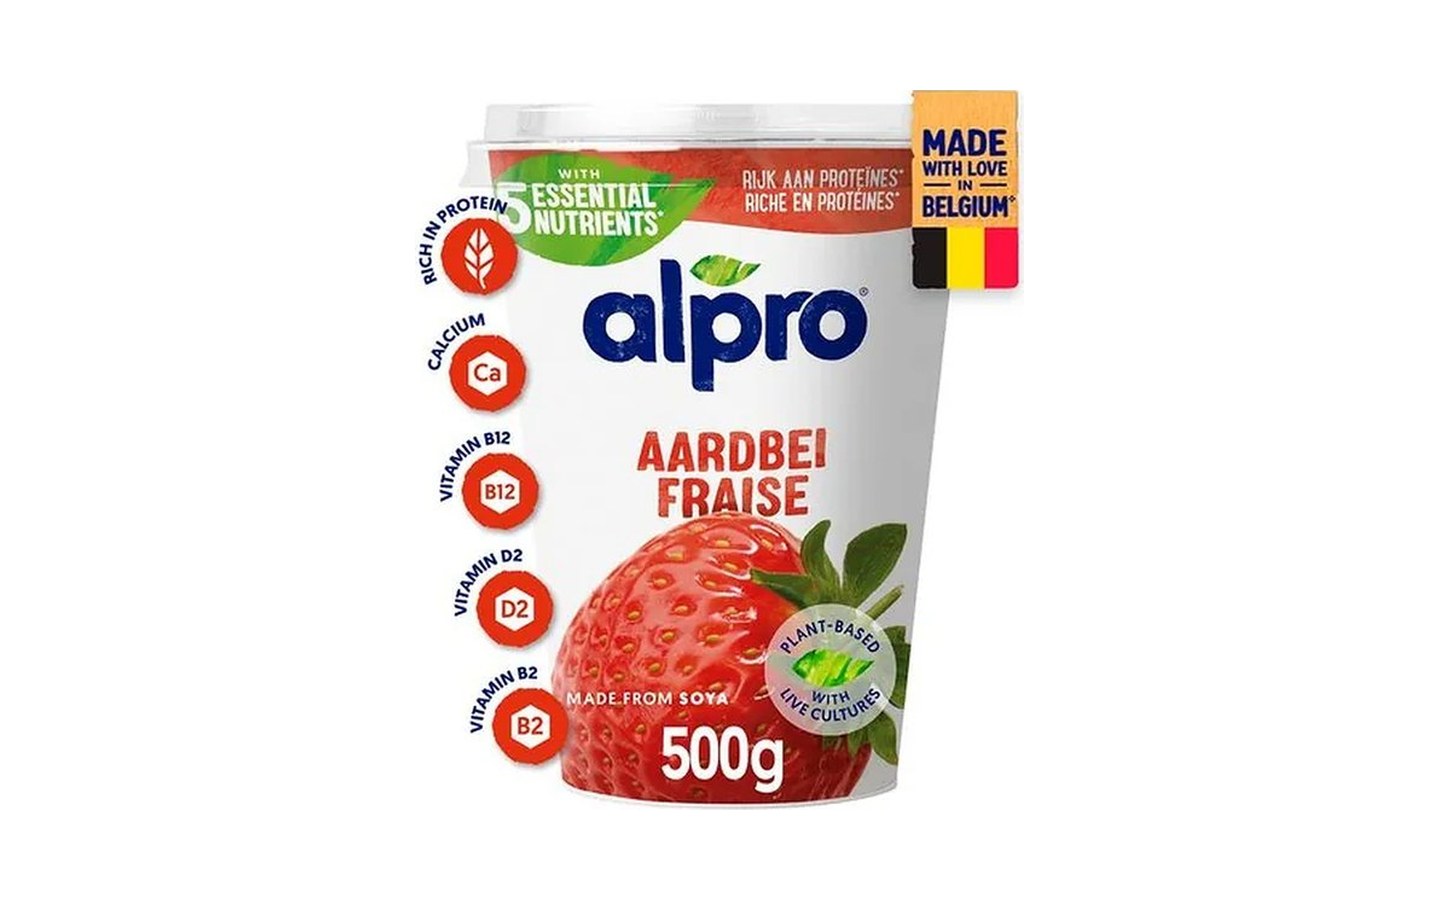 WITH
5 ESSENTIAL
NUTRIENTS*
RIJK AAN PROTEÏNES*
RICHE EN PROTÉINES*
MADE
WITH LOVE
IN
BELGIUM*
alpro®
RICH IN PROTEIN
CALCIUM
Ca
VITAMIN B12
B12
VITAMIN D2
D2
VITAMIN B2
B2
AARDBEI
FRAISE
PLANT-BASED
WITH
LIVE CULTURES
MADE FROM SOYA
500g